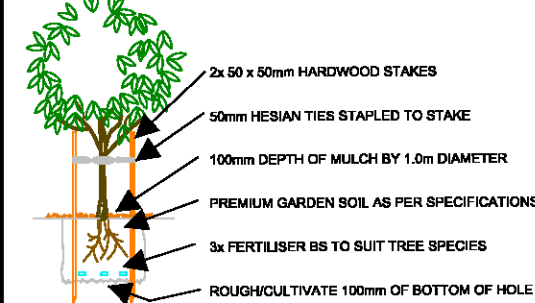 2x 50 x 50mm HARDWOOD STAKES
50mm HESIAN TIES STAPLED TO STAKE
100mm DEPTH OF MULCH BY 1.0m DIAMETER
PREMIUM GARDEN SOIL AS PER SPECIFICATIONS
3x FERTILISER BS TO SUIT TREE SPECIES
ROUGH/CULTIVATE 100mm OF BOTTOM OF HOLE